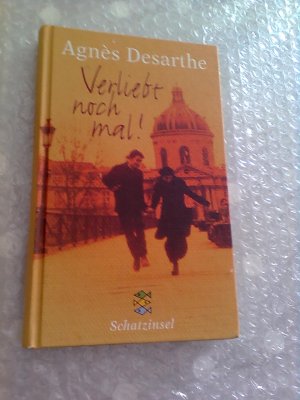 Agnès Desarthe
Verliebt
noch
mal!
Schatzinsel